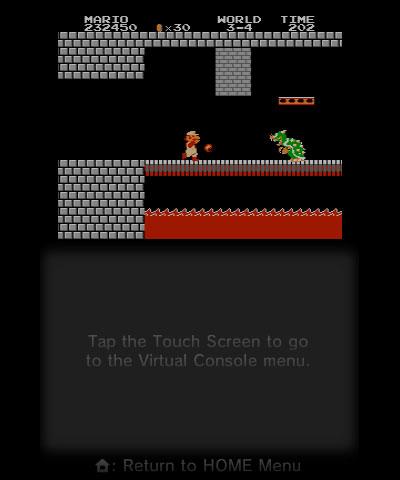 MARIO WORLD TIME
232450 x30 3-4 202
Tap the Touch Screen to go
to the Virtual Console menu.
: Return to HOME Menu